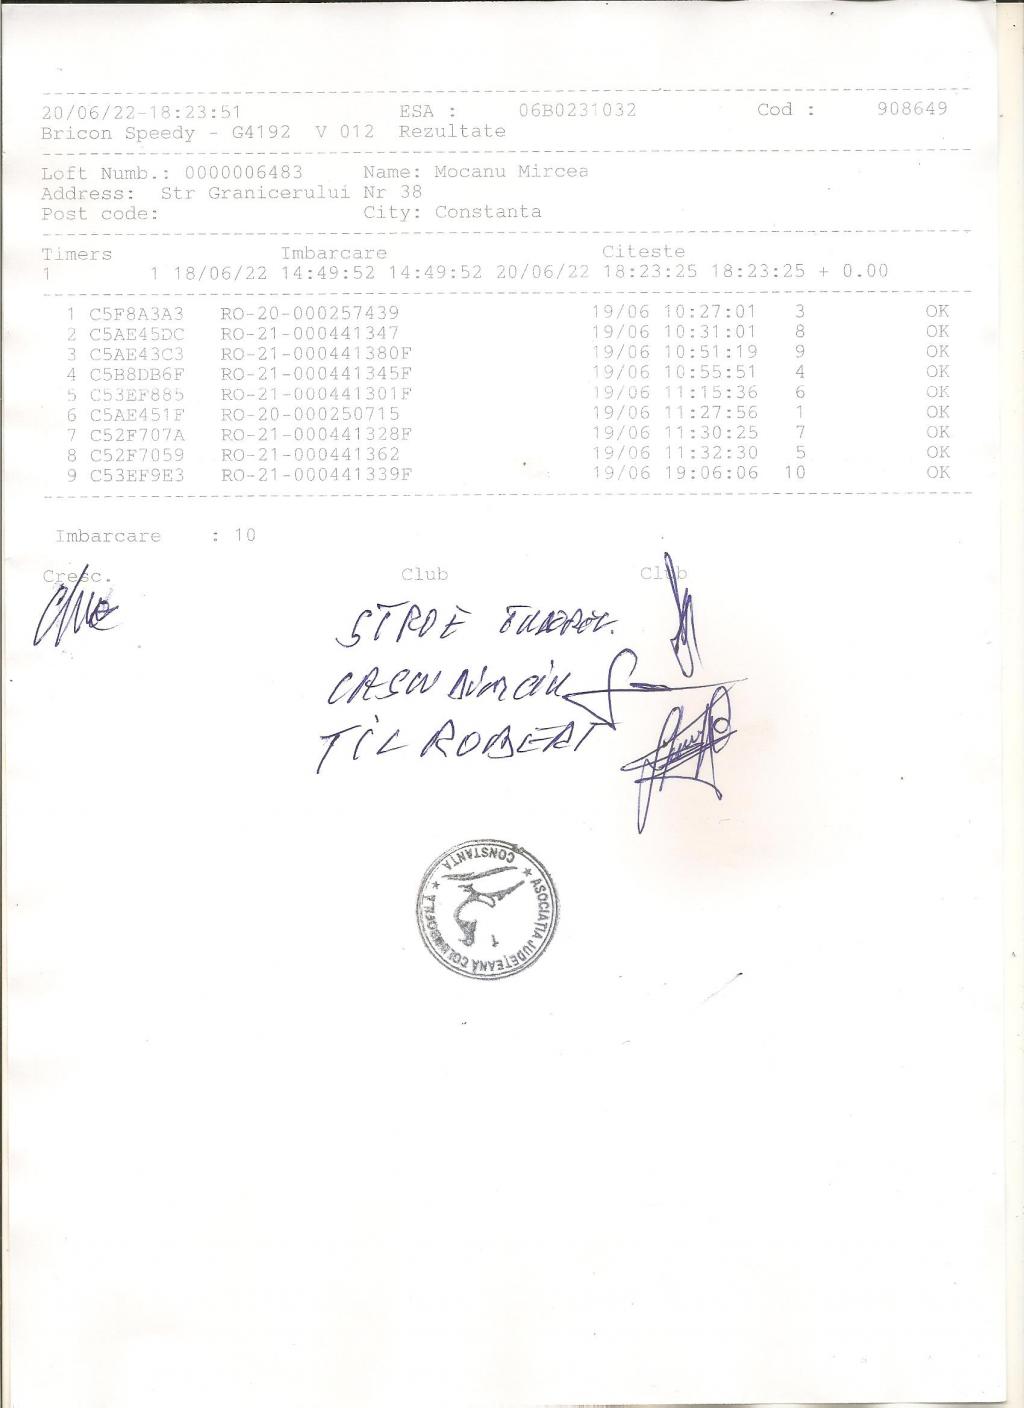 20/06/22-18:23:51 ESA : 06B0231032 Cod : 908649
Bricon Speedy - G4192 V 012 Rezultate
Loft Numb.: 0000006483 Name: Mocanu Mircea
Address: Str Granicerului Nr 38
Post code: City: Constanta
Timers Imbarcare Citeste
1 1 18/06/22 14:49:52 14:49:52 20/06/22 18:23:25 18:23:25 + 0.00
1 C5F8A3A3 RO-20-000257439 19/06 10:27:01 3 OK
2 C5AE45DC RO-21-000441347 19/06 10:31:01 8 OK
3 C5AE43C3 RO-21-000441380F 19/06 10:51:19 9 OK
4 C5B8DB6F RO-21-000441345F 19/06 10:55:51 4 OK
5 C53EF885 RO-21-000441301F 19/06 11:15:36 6 OK
6 C5AE451F RO-20-000250715 19/06 11:27:56 1 OK
7 C52F707A RO-21-000441328F 19/06 11:30:25 7 OK
8 C52F7059 RO-21-000441362 19/06 11:32:30 5 OK
9 C53EF9E3 RO-21-000441339F 19/06 19:06:06 10 OK
Imbarcare : 10
Cresc. Club Club
STROE
TIC ROBERT
ASOCIAŢIA JUDEŢEANĂ
CONSTANŢA
1